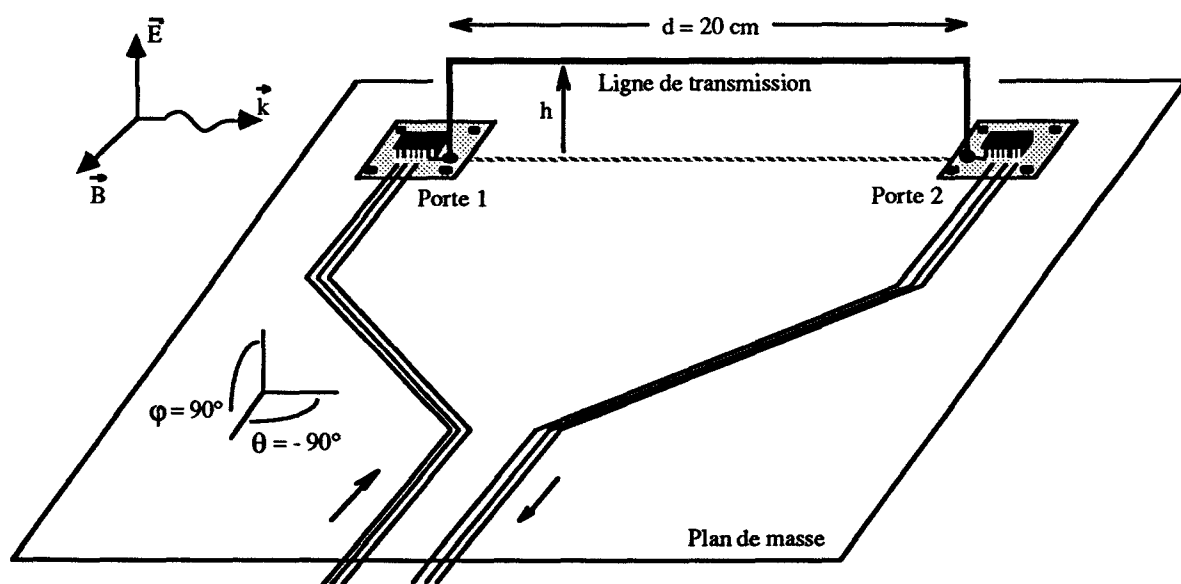 E
k
B
d = 20 cm
Ligne de transmission
h
Porte 1
Porte 2
φ = 90°
θ = - 90°
Plan de masse